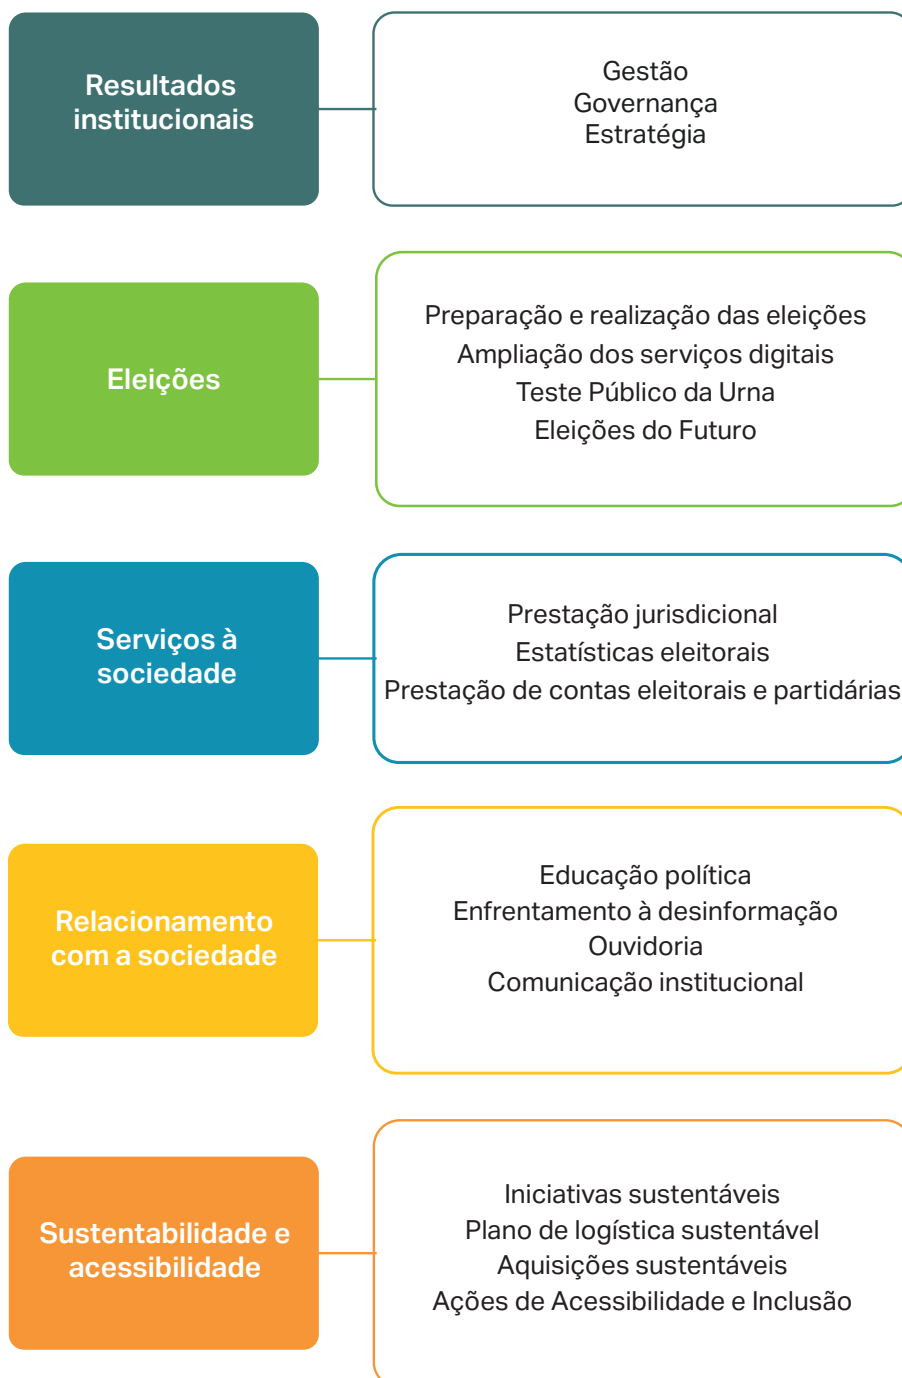 Resultados
institucionais
Gestão
Governança
Estratégia
Eleições
Preparação e realização das eleições
Ampliação dos serviços digitais
Teste Público da Urna
Eleições do Futuro
Serviços à
sociedade
Prestação jurisdicional
Estatísticas eleitorais
Prestação de contas eleitorais e partidárias
Relacionamento
com a sociedade
Educação política
Enfrentamento à desinformação
Ouvidoria
Comunicação institucional
Sustentabilidade e
acessibilidade
Iniciativas sustentáveis
Plano de logística sustentável
Aquisições sustentáveis
Ações de Acessibilidade e Inclusão